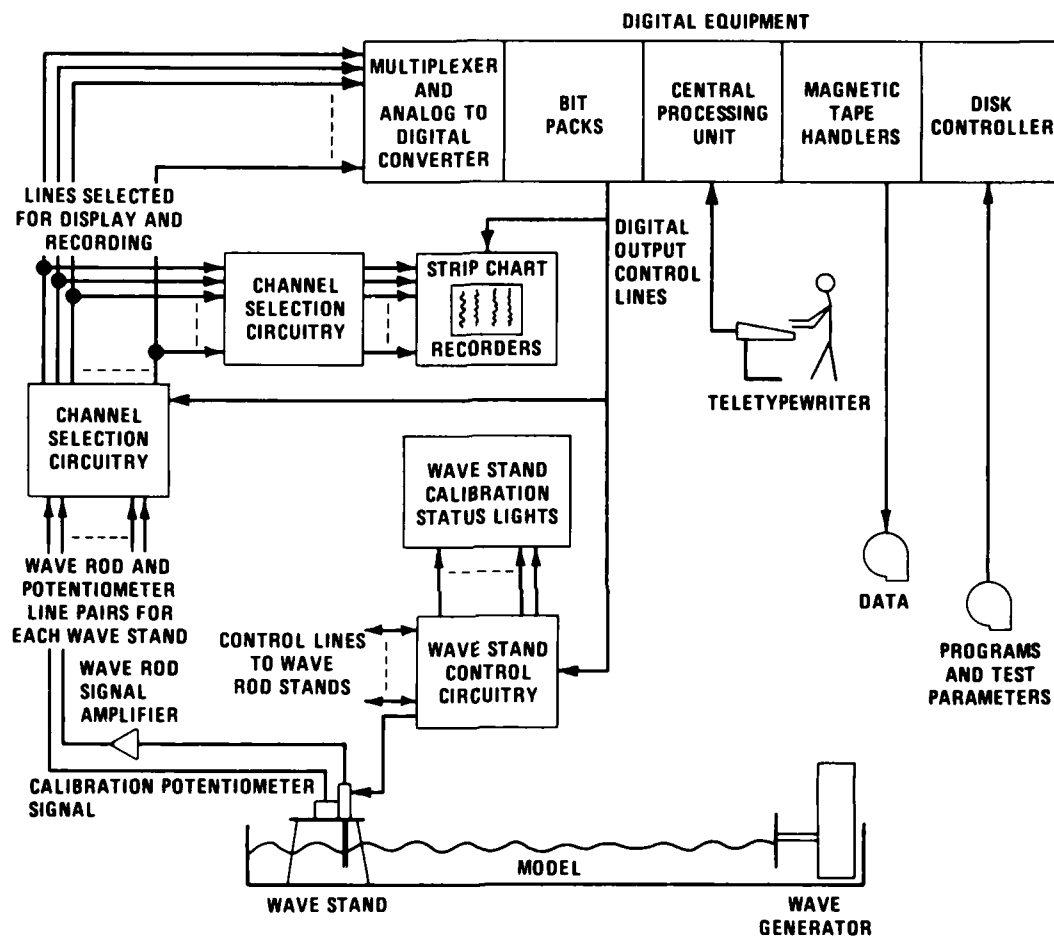 DIGITAL EQUIPMENT
MULTIPLEXER
AND
ANALOG TO
DIGITAL
CONVERTER
BIT
PACKS
CENTRAL
PROCESSING
UNIT
MAGNETIC
TAPE
HANDLERS
DISK
CONTROLLER
LINES SELECTED
FOR DISPLAY AND
RECORDING
CHANNEL
SELECTION
CIRCUITRY
STRIP CHART
RECORDERS
DIGITAL
OUTPUT
CONTROL
LINES
TELETYPEWRITER
CHANNEL
SELECTION
CIRCUITRY
WAVE STAND
CALIBRATION
STATUS LIGHTS
WAVE ROD AND
POTENTIOMETER
LINE PAIRS FOR
EACH WAVE STAND
CONTROL LINES
TO WAVE
ROD STANDS
WAVE STAND
CONTROL
CIRCUITRY
DATA
PROGRAMS
AND TEST
PARAMETERS
WAVE ROD
SIGNAL
AMPLIFIER
CALIBRATION POTENTIOMETER
SIGNAL
MODEL
WAVE STAND
WAVE
GENERATOR